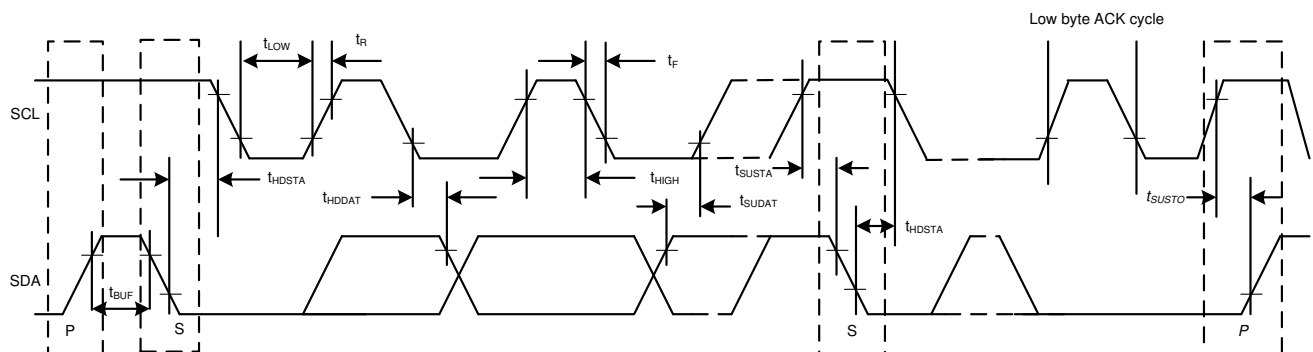 Low byte ACK cycle
tLOW
tR
tF
SCL
tHDSTA
tHDDAT
tHIGH
tSUSTA
tSUDAT
tSUSTO
tHDSTA
SDA
tBUF
P
S
S
P